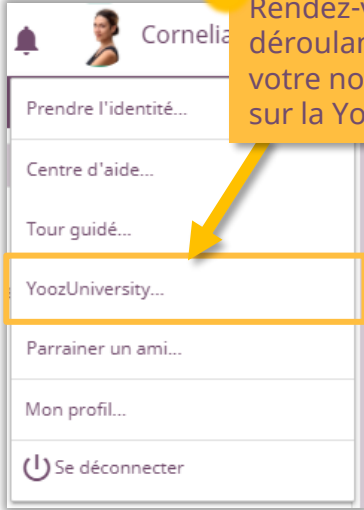 Cornelia
Rendez-v
déroulan
votre no
sur la Yo
Prendre l'identité...
Centre d'aide...
Tour guidé...
YoozUniversity...
Parrainer un ami...
Mon profil...
Se déconnecter